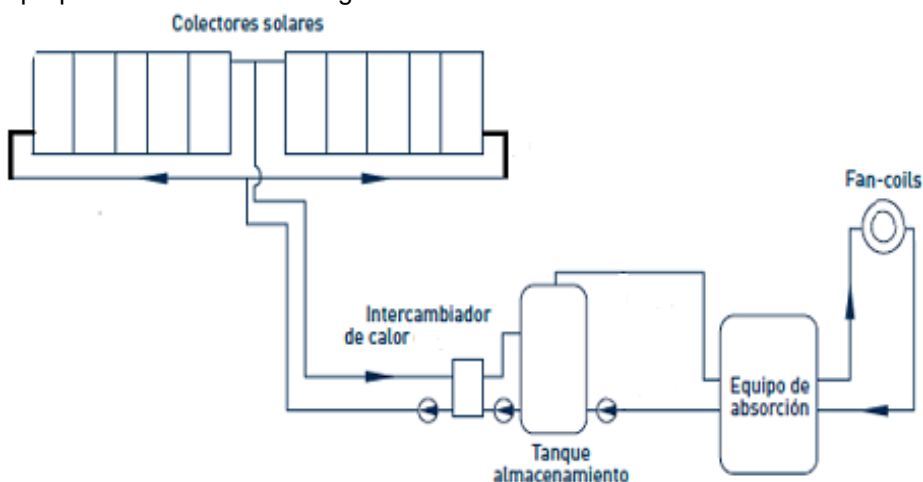 Colectores solares
Fan-coils
Intercambiador
de calor
Equipo de
absorción
Tanque
almacenamiento